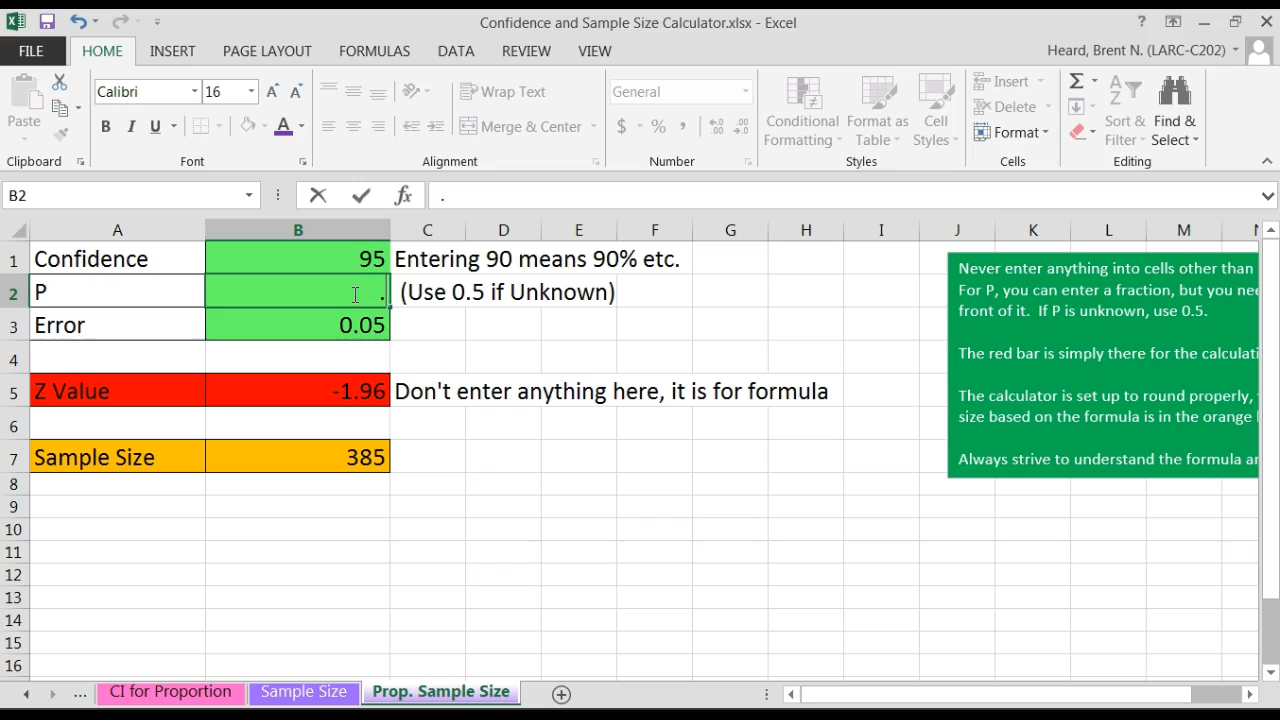 Confidence and Sample Size Calculator.xlsx - Excel
?
FILE HOME INSERT PAGE LAYOUT FORMULAS DATA REVIEW VIEW Heard, Brent N. (LARC-C202)
Paste
Calibri 16 A A
B I U A
Wrap Text
Merge & Center
General
$ % ,
Conditional Formatting
Format as Table
Cell Styles
Insert
Delete
Format
Σ
Sort & Filter
Find & Select
Clipboard Font Alignment Number Styles Cells Editing
B2 fx .
A B C D E F G H I J K L M
1 Confidence 95 Entering 90 means 90% etc.
2 P . (Use 0.5 if Unknown)
3 Error 0.05
4
5 Z Value -1.96 Don't enter anything here, it is for formula
6
7 Sample Size 385
8
9
10
11
12
13
14
15
16
Never enter anything into cells other than
For P, you can enter a fraction, but you nee
front of it. If P is unknown, use 0.5.
The red bar is simply there for the calculati
The calculator is set up to round properly,
size based on the formula is in the orange
Always strive to understand the formula a
... CI for Proportion Sample Size Prop. Sample Size